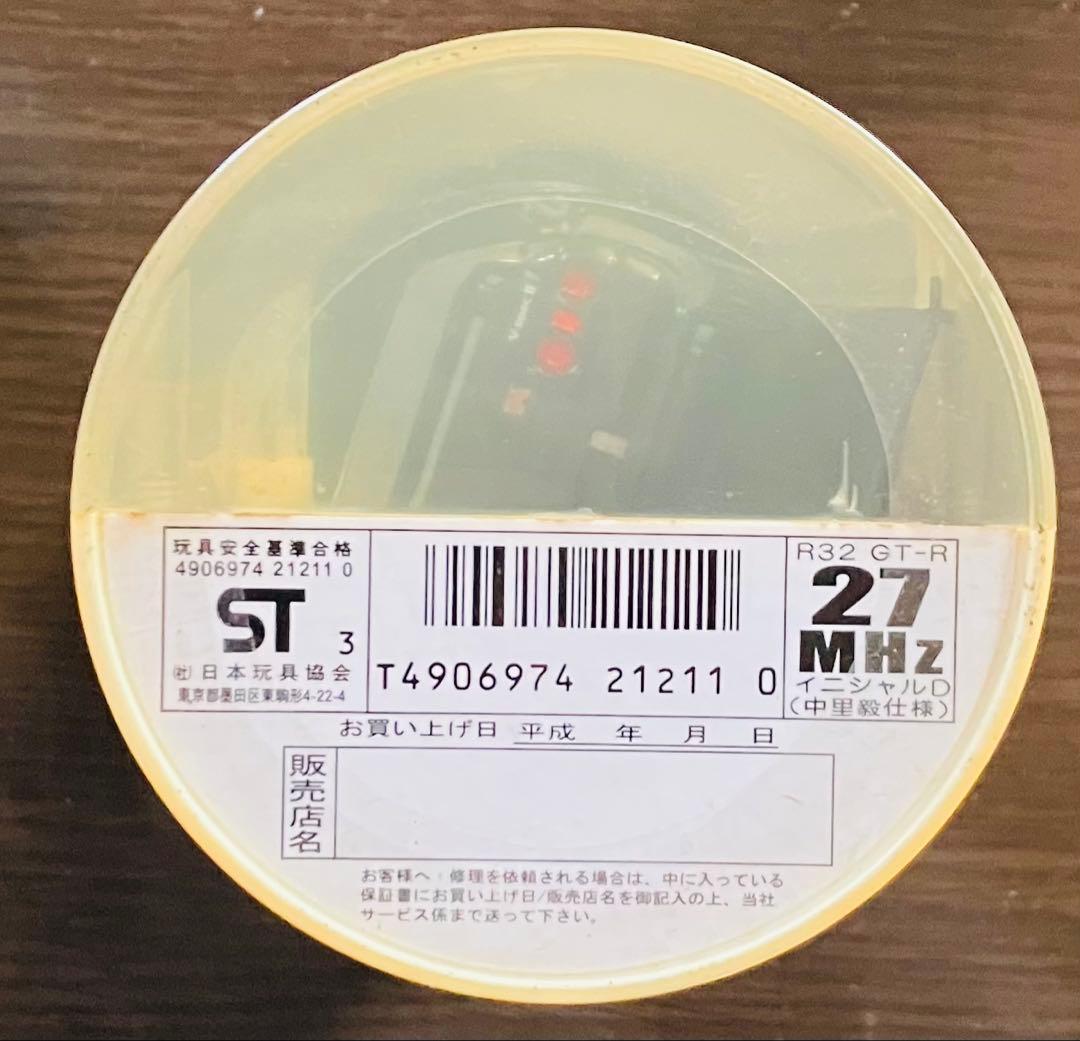 玩具安全基準合格
4906974 21211 0
ST 3
(社)日本玩具協会
東京都墨田区東駒形4-22-4
T4906974 21211 0
R32 GT-R
27
MHz
イニシャルD
(中里毅仕様)
お買い上げ日 平成 年 月 日
販売店名
お客様へ:修理を依頼される場合は、中に入っている
保証書にお買い上げ日/販売店名を御記入の上、当社
サービス係まで送って下さい。